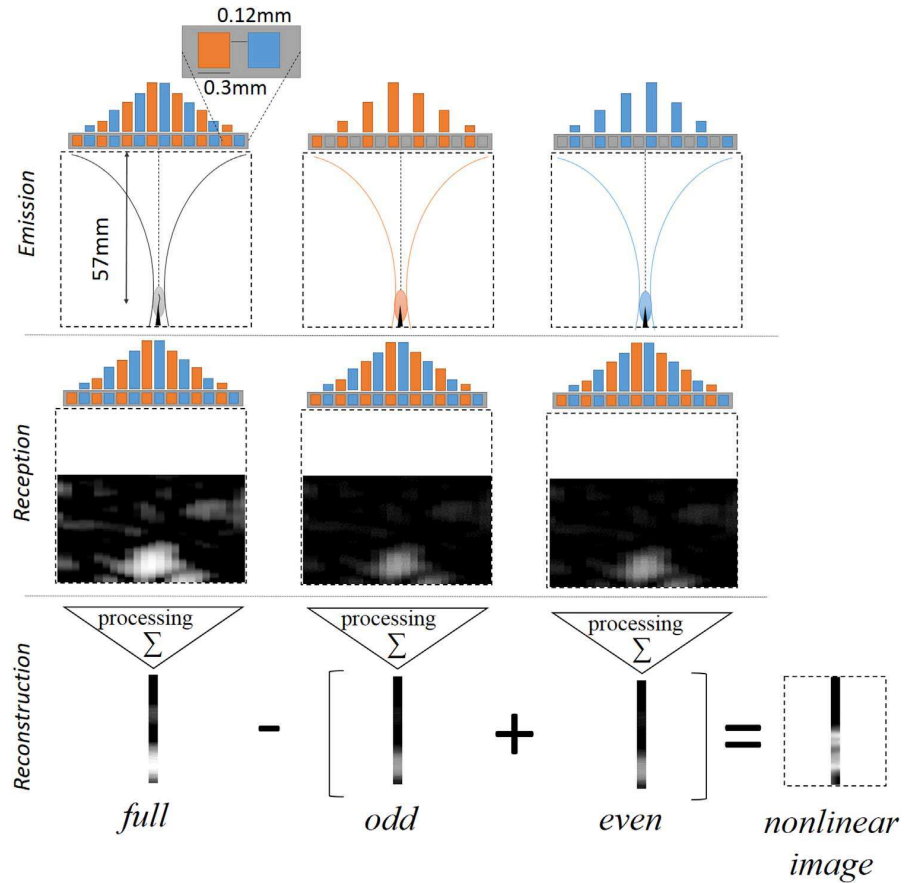 0.12mm
0.3mm
Emission
57mm
Reception
Reconstruction
processing
Σ
processing
Σ
processing
Σ
-
+
=
full
odd
even
nonlinear
image